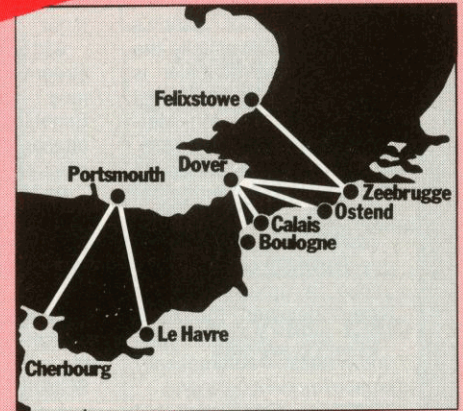 Felixstowe
Dover
Portsmouth
Zeebrugge
Ostend
Calais
Boulogne
Le Havre
Cherbourg